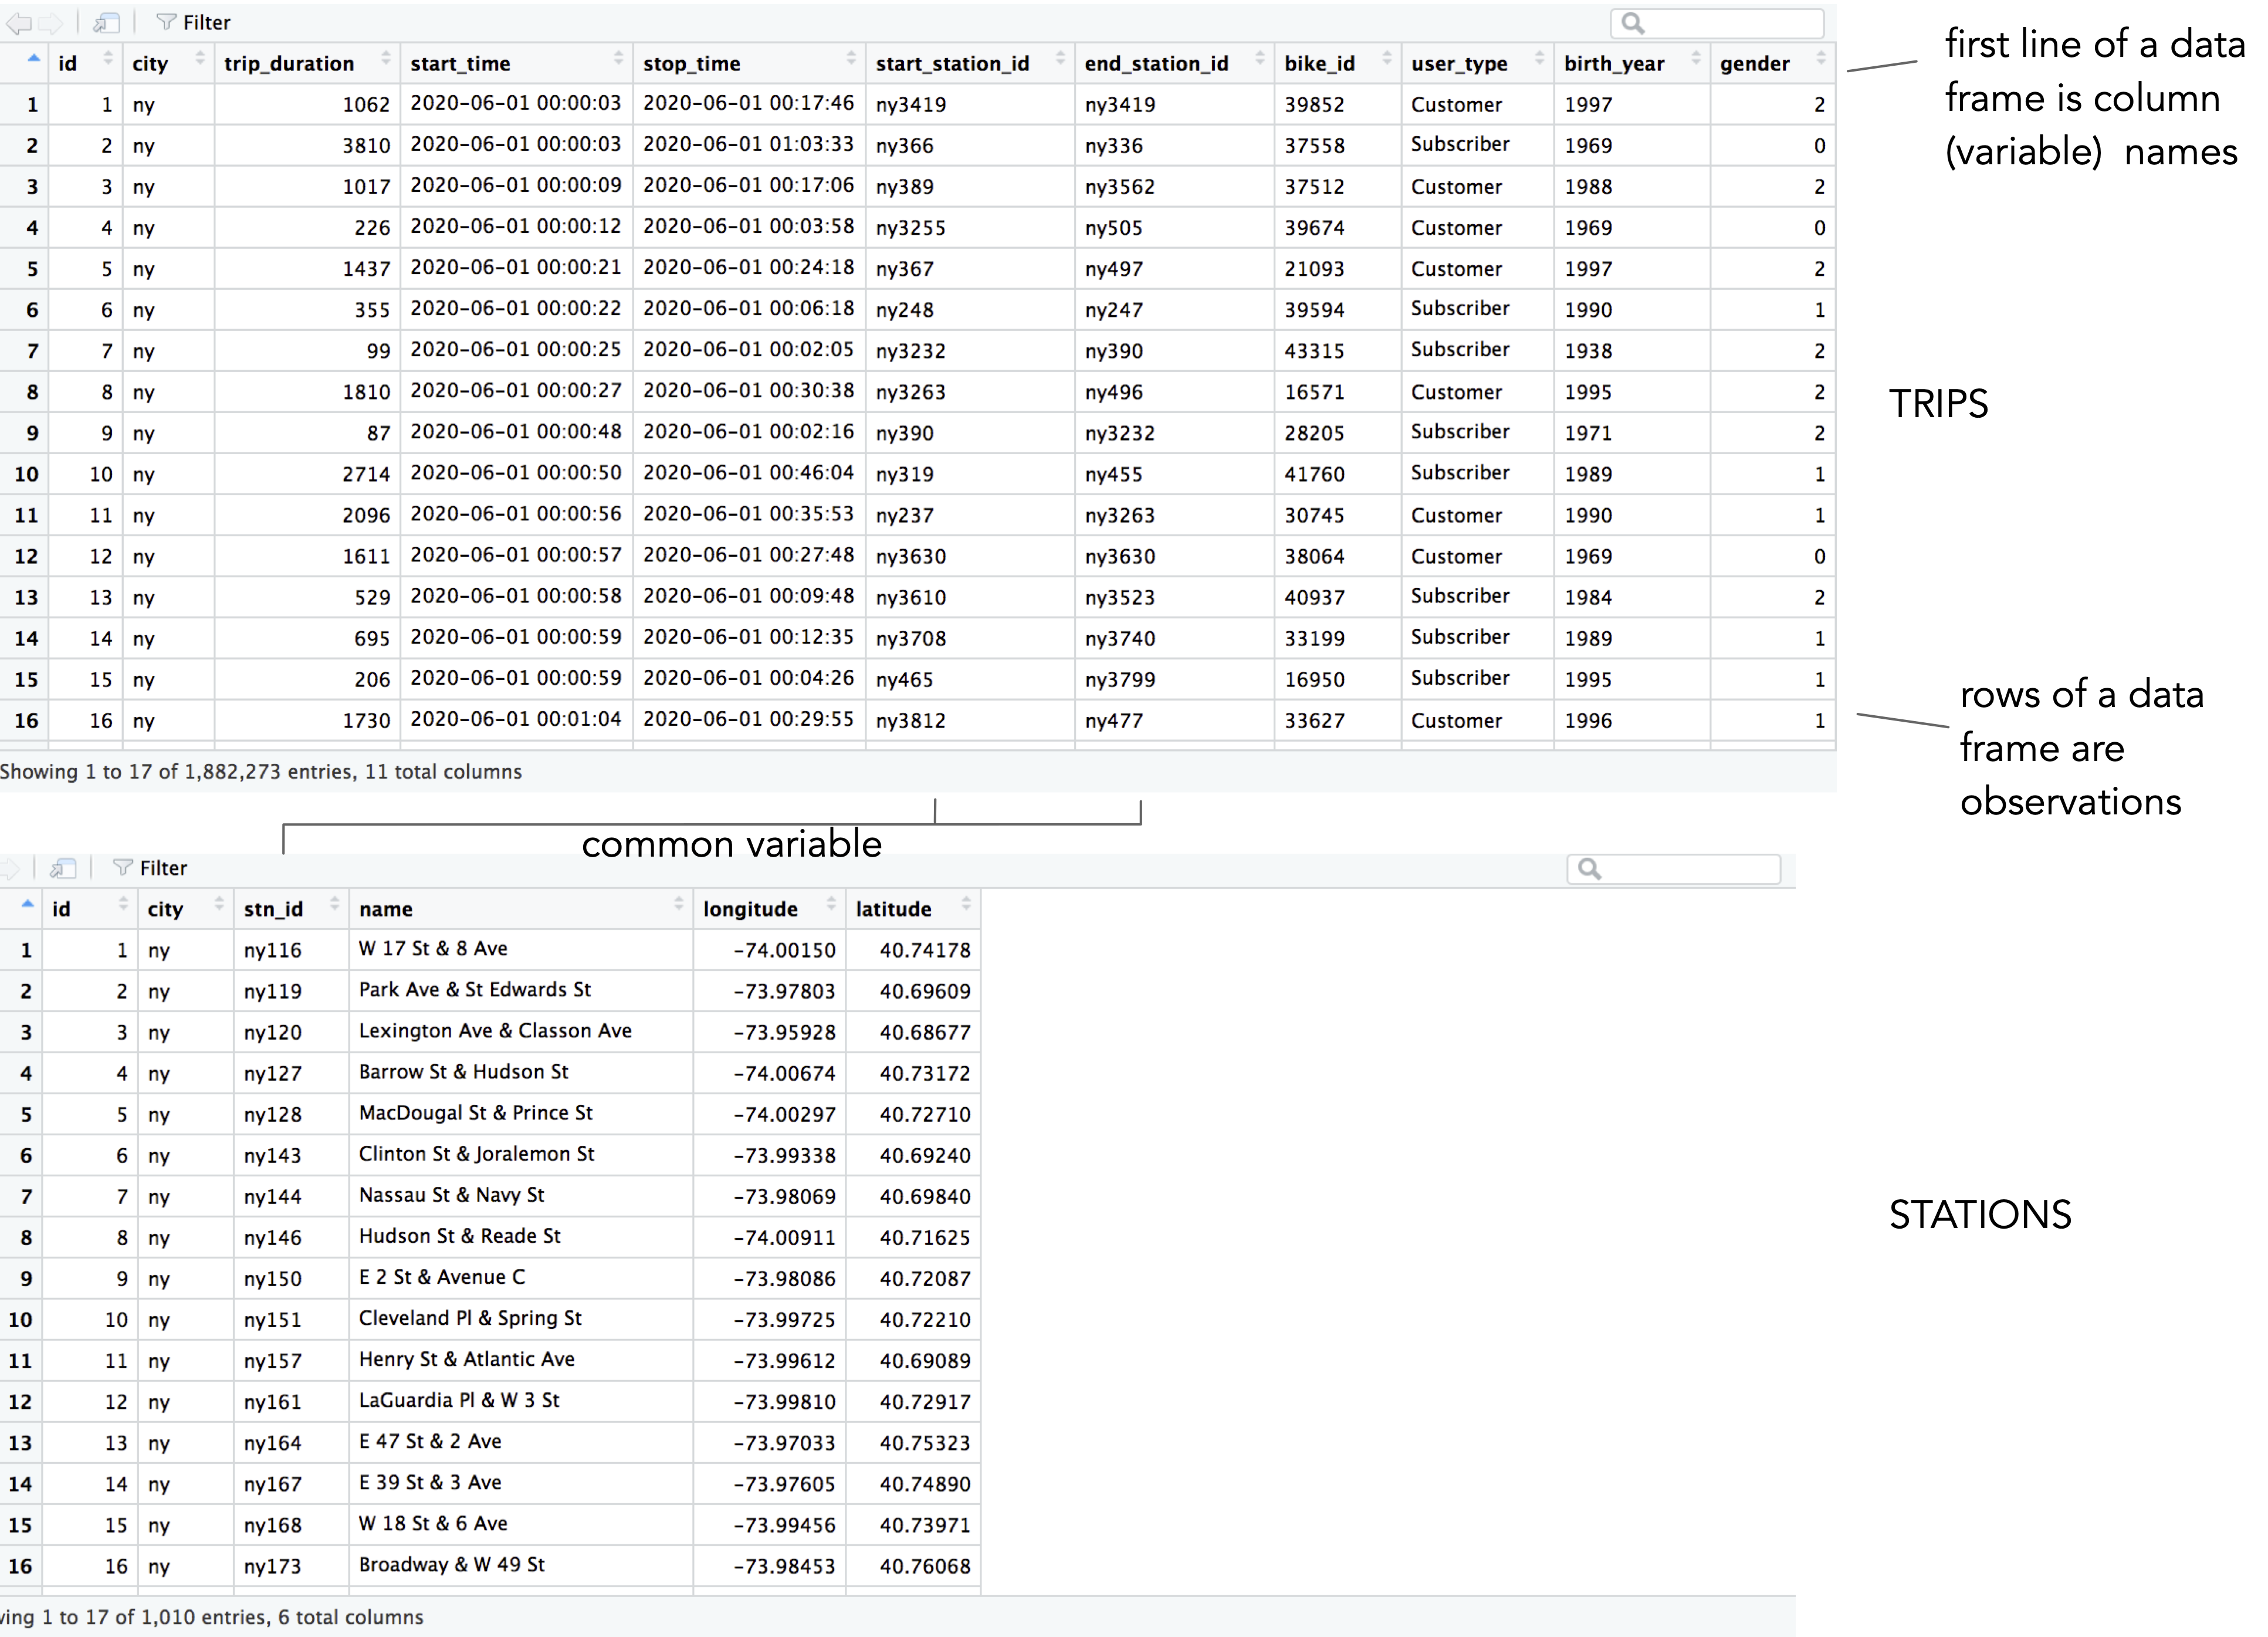 Filter
id city trip_duration start_time stop_time start_station_id end_station_id bike_id user_type birth_year gender
1 1 ny 1062 2020-06-01 00:00:03 2020-06-01 00:17:46 ny3419 ny3419 39852 Customer 1997 2
2 2 ny 3810 2020-06-01 00:00:03 2020-06-01 01:03:33 ny366 ny336 37558 Subscriber 1969 0
3 3 ny 1017 2020-06-01 00:00:09 2020-06-01 00:17:06 ny389 ny3562 37512 Customer 1988 2
4 4 ny 226 2020-06-01 00:00:12 2020-06-01 00:03:58 ny3255 ny505 39674 Customer 1969 0
5 5 ny 1437 2020-06-01 00:00:21 2020-06-01 00:24:18 ny367 ny497 21093 Customer 1997 2
6 6 ny 355 2020-06-01 00:00:22 2020-06-01 00:06:18 ny248 ny247 39594 Subscriber 1990 1
7 7 ny 99 2020-06-01 00:00:25 2020-06-01 00:02:05 ny3232 ny390 43315 Subscriber 1938 2
8 8 ny 1810 2020-06-01 00:00:27 2020-06-01 00:30:38 ny3263 ny496 16571 Customer 1995 2
9 9 ny 87 2020-06-01 00:00:48 2020-06-01 00:02:16 ny390 ny3232 28205 Subscriber 1971 2
10 10 ny 2714 2020-06-01 00:00:50 2020-06-01 00:46:04 ny319 ny455 41760 Subscriber 1989 1
11 11 ny 2096 2020-06-01 00:00:56 2020-06-01 00:35:53 ny237 ny3263 30745 Customer 1990 1
12 12 ny 1611 2020-06-01 00:00:57 2020-06-01 00:27:48 ny3630 ny3630 38064 Customer 1969 0
13 13 ny 529 2020-06-01 00:00:58 2020-06-01 00:09:48 ny3610 ny3523 40937 Subscriber 1984 2
14 14 ny 695 2020-06-01 00:00:59 2020-06-01 00:12:35 ny3708 ny3740 33199 Subscriber 1989 1
15 15 ny 206 2020-06-01 00:00:59 2020-06-01 00:04:26 ny465 ny3799 16950 Subscriber 1995 1
16 16 ny 1730 2020-06-01 00:01:04 2020-06-01 00:29:55 ny3812 ny477 33627 Customer 1996 1
Showing 1 to 17 of 1,882,273 entries, 11 total columns
first line of a data
frame is column
(variable) names
TRIPS
rows of a data
frame are
observations
common variable
Filter
id city stn_id name longitude latitude
1 1 ny ny116 W 17 St & 8 Ave -74.00150 40.74178
2 2 ny ny119 Park Ave & St Edwards St -73.97803 40.69609
3 3 ny ny120 Lexington Ave & Classon Ave -73.95928 40.68677
4 4 ny ny127 Barrow St & Hudson St -74.00674 40.73172
5 5 ny ny128 MacDougal St & Prince St -74.00297 40.72710
6 6 ny ny143 Clinton St & Joralemon St -73.99338 40.69240
7 7 ny ny144 Nassau St & Navy St -73.98069 40.69840
8 8 ny ny146 Hudson St & Reade St -74.00911 40.71625
9 9 ny ny150 E 2 St & Avenue C -73.98086 40.72087
10 10 ny ny151 Cleveland Pl & Spring St -73.99725 40.72210
11 11 ny ny157 Henry St & Atlantic Ave -73.99612 40.69089
12 12 ny ny161 LaGuardia Pl & W 3 St -73.99810 40.72917
13 13 ny ny164 E 47 St & 2 Ave -73.97033 40.75323
14 14 ny ny167 E 39 St & 3 Ave -73.97605 40.74890
15 15 ny ny168 W 18 St & 6 Ave -73.99456 40.73971
16 16 ny ny173 Broadway & W 49 St -73.98453 40.76068
ving 1 to 17 of 1,010 entries, 6 total columns
STATIONS